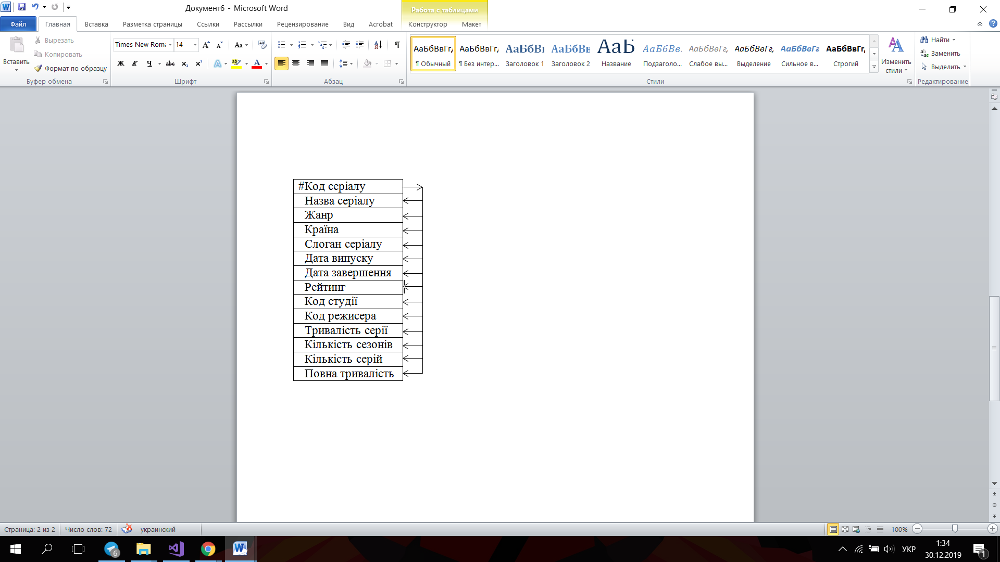 Документ6 - Microsoft Word
Работа с таблицами
Файл Главная Вставка Разметка страницы Ссылки Рассылки Рецензирование Вид Acrobat Конструктор Макет
Вставить
Вырезать
Копировать
Формат по образцу
Буфер обмена
Times New Roma 14
Шрифт
Абзац
АаБбВвГг, АаБбВвГг, АаБбВı АаБбВв АаБ АаБбВв. АаБбВвГг, АаБбВвГг, АаБбВвГг АаБбВвГг,
¶ Обычный ¶ Без интер... Заголовок 1 Заголовок 2 Название Подзаголо... Слабое вы... Выделение Сильное в... Строгий
Стили
Изменить
стили
Найти
Заменить
Выделить
Редактирование
#Код серіалу
Назва серіалу
Жанр
Країна
Слоган серіалу
Дата випуску
Дата завершення
Рейтинг
Код студії
Код режисера
Тривалість серії
Кількість сезонів
Кількість серій
Повна тривалість
Страница: 2 из 2 Число слов: 72 украинский 100%
6
УКР
1:34
30.12.2019
1